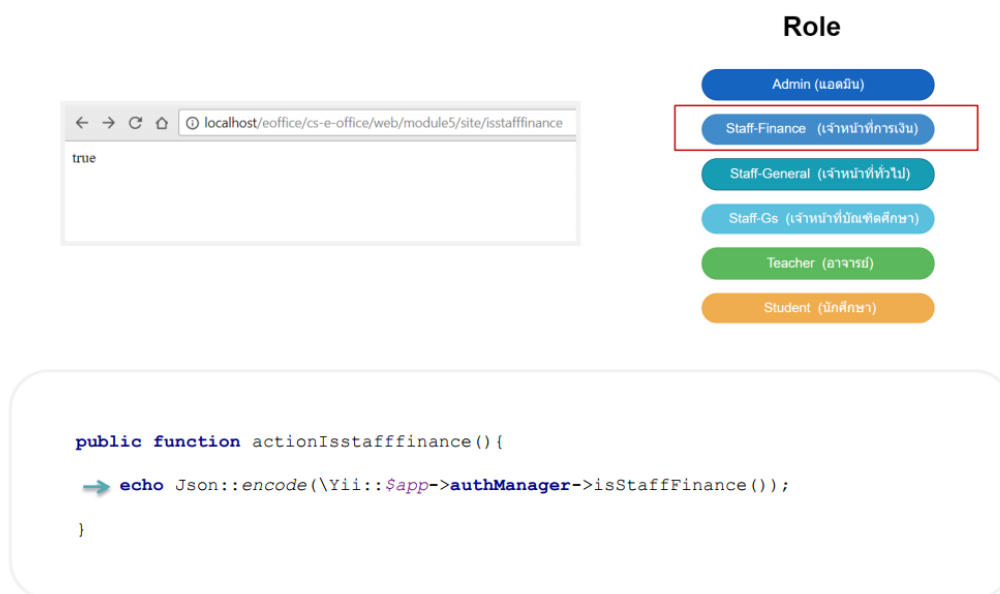 Role
Admin (แอดมิน)
localhost/eoffice/cs-e-office/web/module5/site/isstafffinance
Staff-Finance (เจ้าหน้าที่การเงิน)
true
Staff-General (เจ้าหน้าที่ทั่วไป)
Staff-Gs (เจ้าหน้าที่บัณฑิตศึกษา)
Teacher (อาจารย์)
Student (นักศึกษา)
public function actionIsstafffinance(){
echo Json::encode(\Yii::$app->authManager->isStaffFinance());
}